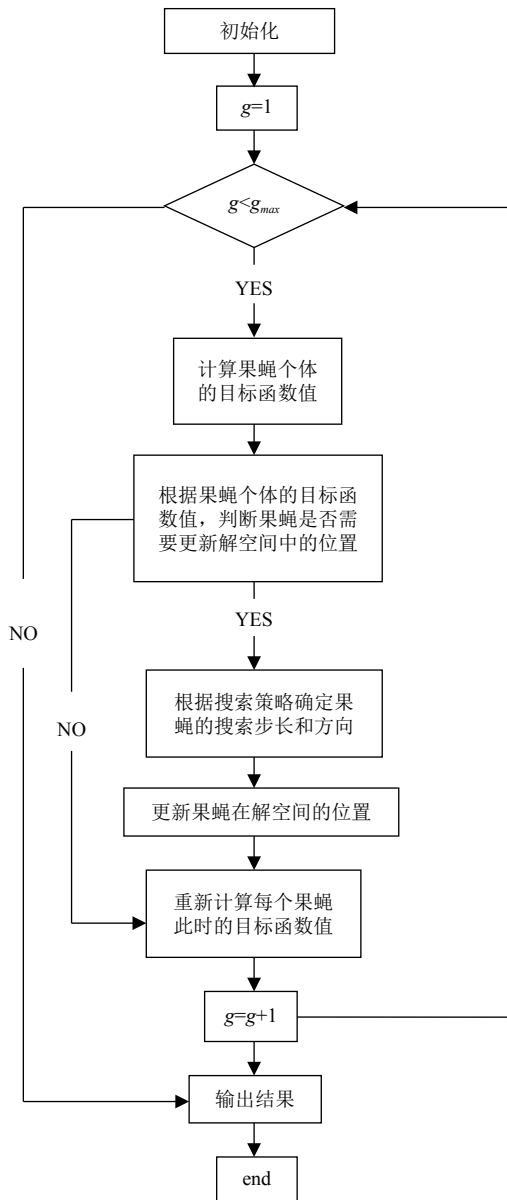 初始化
g=1
g<gmax
YES
计算果蝇个体
的目标函数值
根据果蝇个体的目标函
数值，判断果蝇是否需
要更新解空间中的位置
YES
NO
根据搜索策略确定果
蝇的搜索步长和方向
NO
更新果蝇在解空间的位置
重新计算每个果蝇
此时的目标函数值
g=g+1
输出结果
end